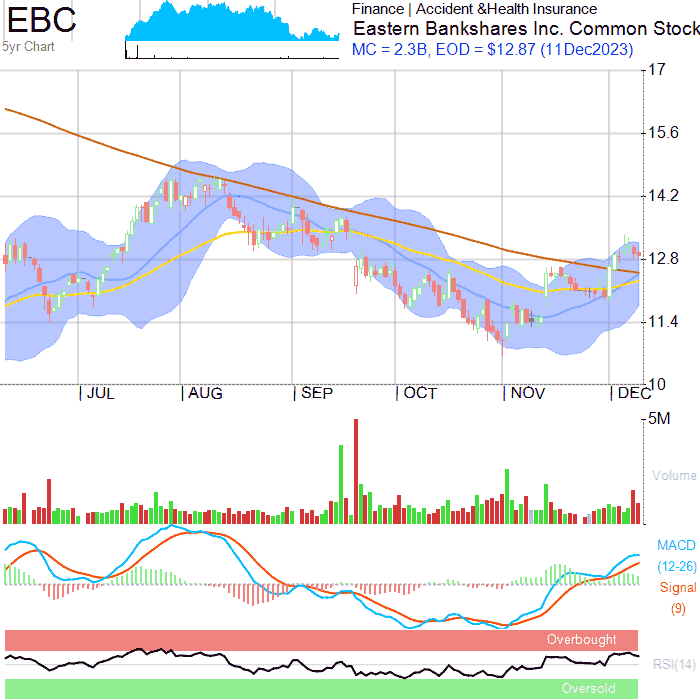 EBC
5yr Chart
Finance | Accident &Health Insurance
Eastern Bankshares Inc. Common Stock
MC = 2.3B, EOD = $12.87 (11Dec2023)
17
15.6
14.2
12.8
11.4
10
JUL AUG SEP OCT NOV DEC
5M
Volume
MACD
(12-26)
Signal
(9)
Overbought
RSI(14)
Oversold